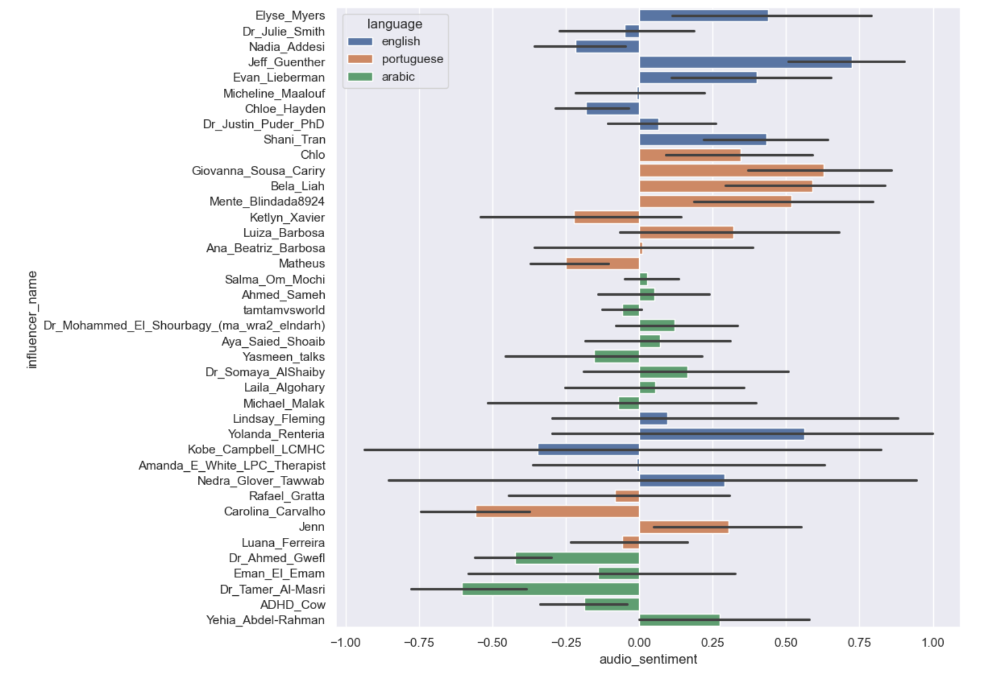 language
english
portuguese
arabic
influencer_name
Elyse_Myers
Dr_Julie_Smith
Nadia_Addesi
Jeff_Guenther
Evan_Lieberman
Micheline_Maalouf
Chloe_Hayden
Dr_Justin_Puder_PhD
Shani_Tran
Chlo
Giovanna_Sousa_Cariry
Bela_Liah
Mente_Blindada8924
Ketlyn_Xavier
Luiza_Barbosa
Ana_Beatriz_Barbosa
Matheus
Salma_Om_Mochi
Ahmed_Sameh
tamtamvsworld
Dr_Mohammed_El_Shourbagy_(ma_wra2_elndarh)
Aya_Saied_Shoaib
Yasmeen_talks
Dr_Somaya_AlShaiby
Laila_Algohary
Michael_Malak
Lindsay_Fleming
Yolanda_Renteria
Kobe_Campbell_LCMHC
Amanda_E_White_LPC_Therapist
Nedra_Glover_Tawwab
Rafael_Gratta
Carolina_Carvalho
Jenn
Luana_Ferreira
Dr_Ahmed_Gwefl
Eman_El_Emam
Dr_Tamer_Al-Masri
ADHD_Cow
Yehia_Abdel-Rahman
−1.00 −0.75 −0.50 −0.25 0.00 0.25 0.50 0.75 1.00
audio_sentiment